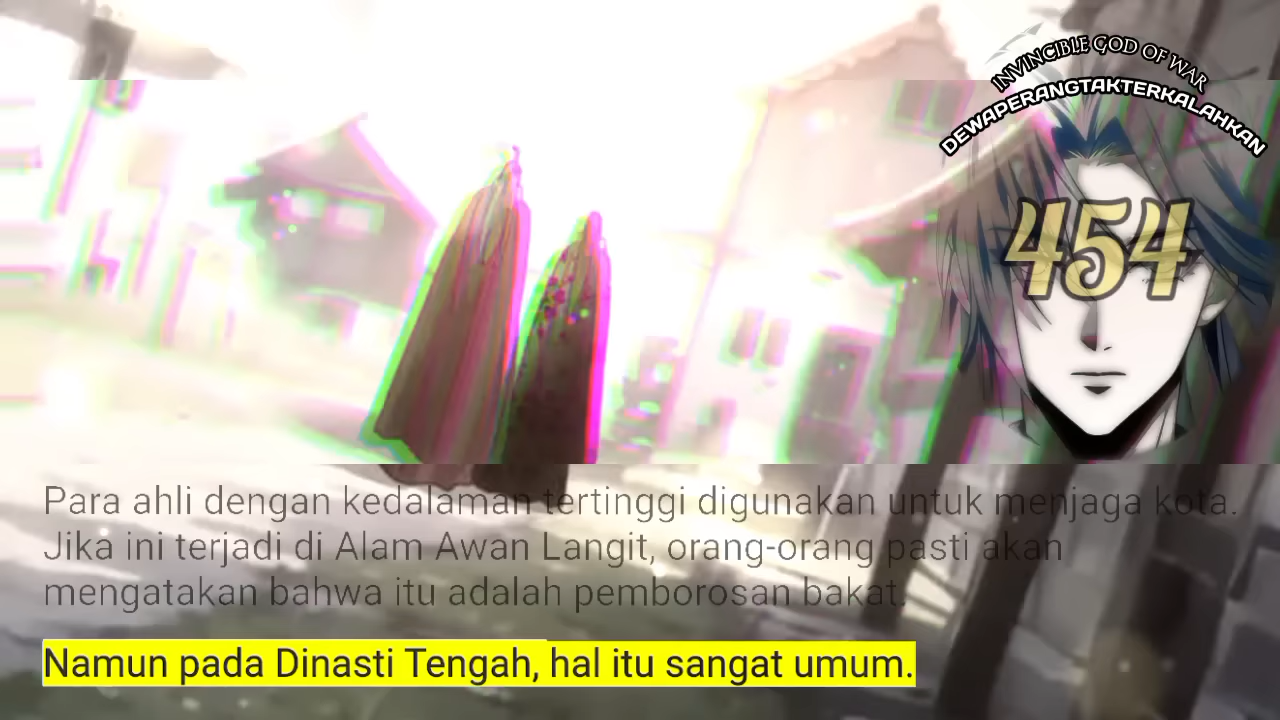 INVINCIBLE GOD OF WAR
DEWAPERANGTAKTERKALAHKAN
454
Para ahli dengan kedalaman tertinggi digunakan untuk menjaga kota.
Jika ini terjadi di Alam Awan Langit, orang-orang pasti akan
mengatakan bahwa itu adalah pemborosan bakat.
Namun pada Dinasti Tengah, hal itu sangat umum.